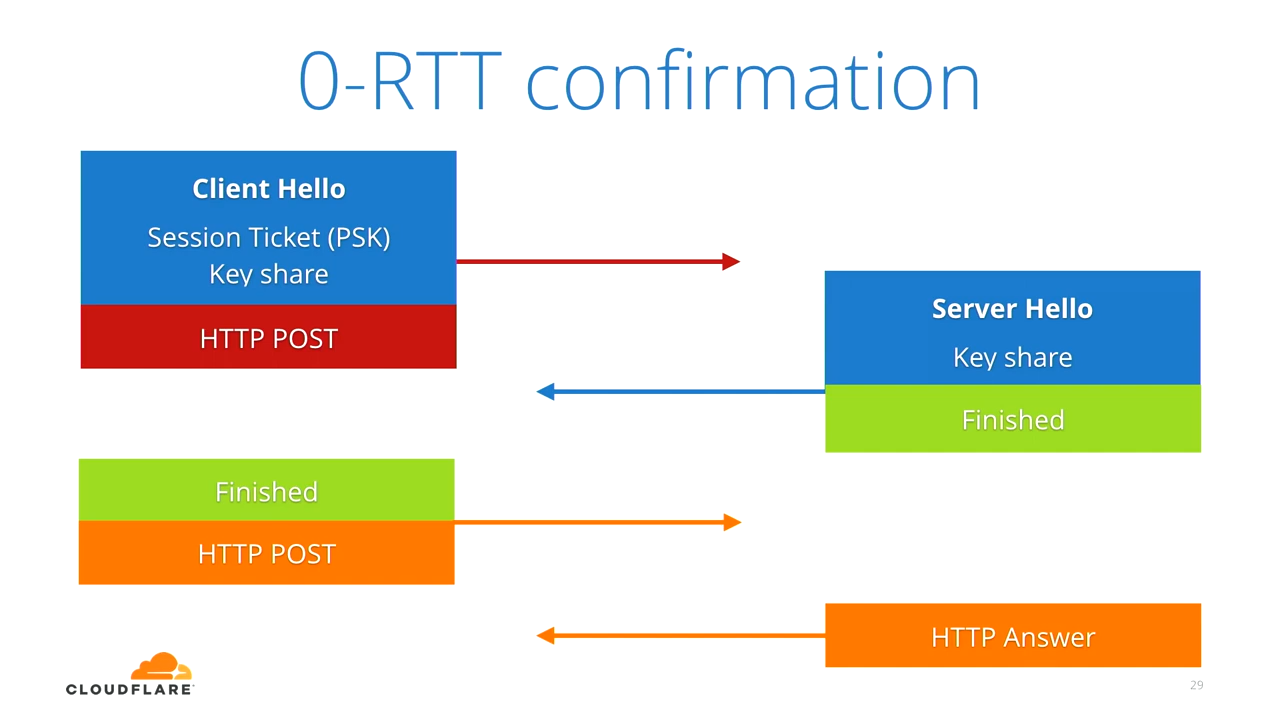 0-RTT confirmation
Client Hello
Session Ticket (PSK)
Key share
HTTP POST
Server Hello
Key share
Finished
Finished
HTTP POST
HTTP Answer
CLOUDFLARE
29